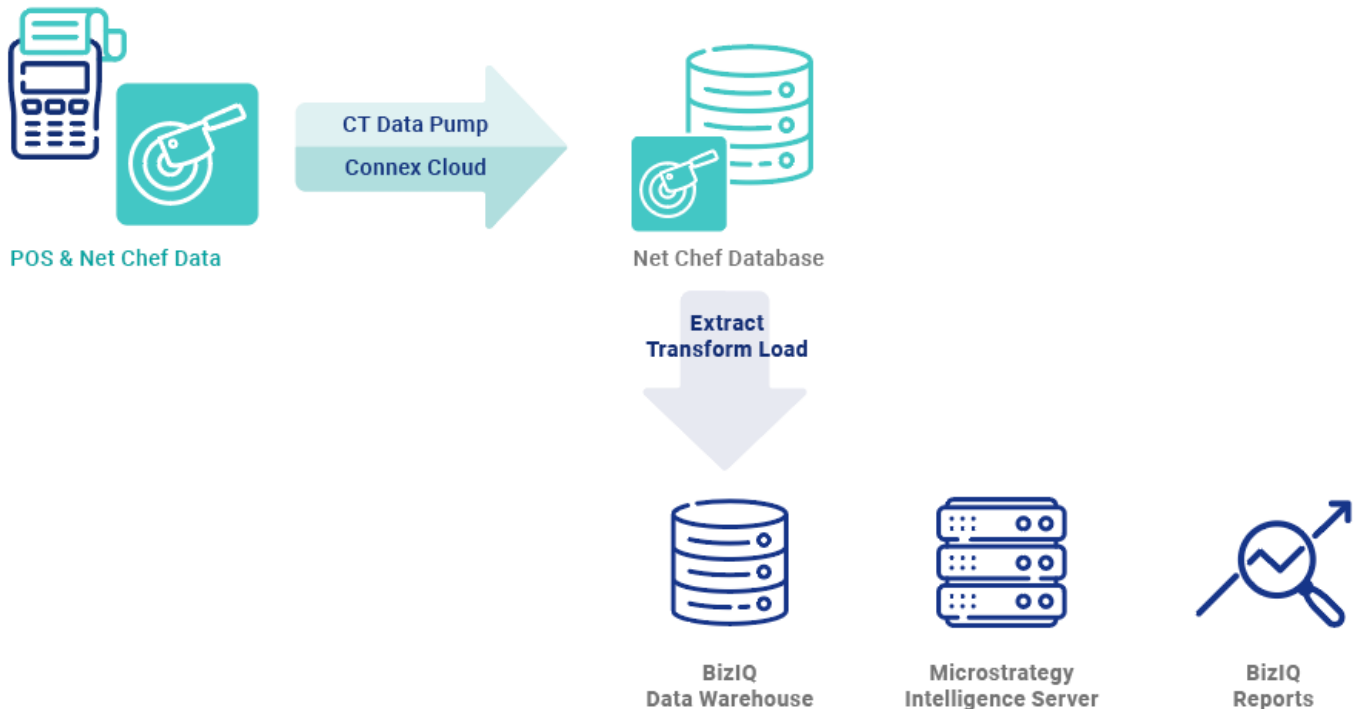 CT Data Pump
Connex Cloud
POS & Net Chef Data
Net Chef Database
Extract
Transform Load
BizIQ
Data Warehouse
Microstrategy
Intelligence Server
BizIQ
Reports